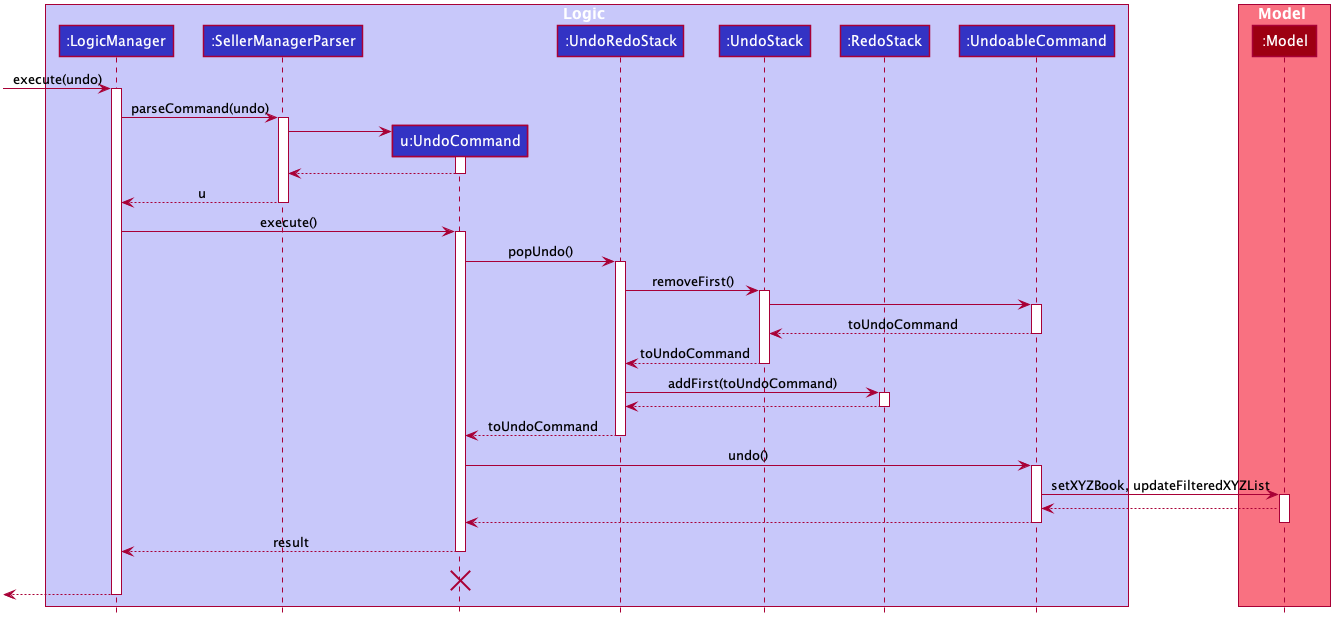 Logic
Model
:LogicManager
:SellerManagerParser
:UndoRedoStack
:UndoStack
:RedoStack
:UndoableCommand
:Model
execute(undo)
parseCommand(undo)
u:UndoCommand
u
execute()
popUndo()
removeFirst()
toUndoCommand
toUndoCommand
addFirst(toUndoCommand)
toUndoCommand
undo()
setXYZBook, updateFilteredXYZList
result